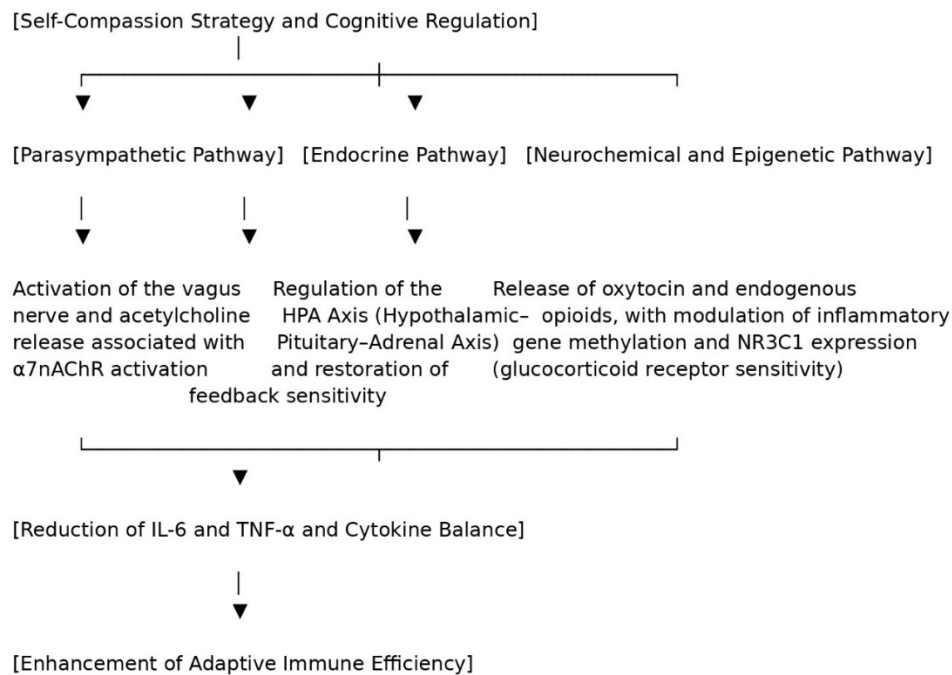 [Self-Compassion Strategy and Cognitive Regulation]
[Parasympathetic Pathway] [Endocrine Pathway] [Neurochemical and Epigenetic Pathway]
Activation of the vagus Regulation of the Release of oxytocin and endogenous
nerve and acetylcholine HPA Axis (Hypothalamic– opioids, with modulation of inflammatory
release associated with Pituitary–Adrenal Axis) gene methylation and NR3C1 expression
α7nAChR activation and restoration of (glucocorticoid receptor sensitivity)
feedback sensitivity
[Reduction of IL-6 and TNF-α and Cytokine Balance]
[Enhancement of Adaptive Immune Efficiency]